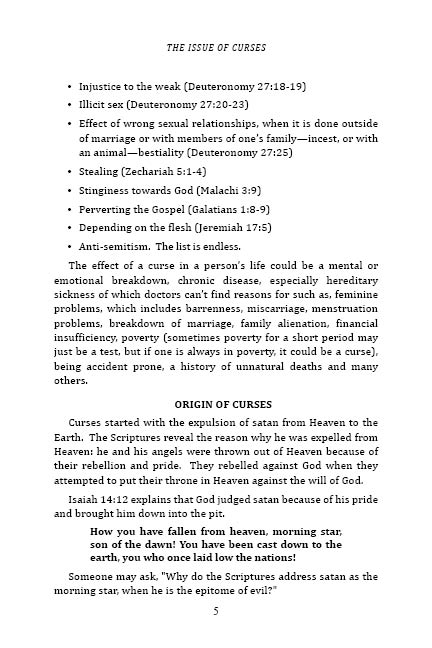 THE ISSUE OF CURSES
• Injustice to the weak (Deuteronomy 27:18-19)
• Illicit sex (Deuteronomy 27:20-23)
• Effect of wrong sexual relationships, when it is done outside
of marriage or with members of one's family—incest, or with
an animal—bestiality (Deuteronomy 27:25)
• Stealing (Zechariah 5:1-4)
• Stinginess towards God (Malachi 3:9)
• Perverting the Gospel (Galatians 1:8-9)
• Depending on the flesh (Jeremiah 17:5)
• Anti-semitism. The list is endless.
The effect of a curse in a person's life could be a mental or
emotional breakdown, chronic disease, especially hereditary
sickness of which doctors can't find reasons for such as, feminine
problems, which includes barrenness, miscarriage, menstruation
problems, breakdown of marriage, family alienation, financial
insufficiency, poverty (sometimes poverty for a short period may
just be a test, but if one is always in poverty, it could be a curse),
being accident prone, a history of unnatural deaths and many
others.
ORIGIN OF CURSES
Curses started with the expulsion of satan from Heaven to the
Earth. The Scriptures reveal the reason why he was expelled from
Heaven: he and his angels were thrown out of Heaven because of
their rebellion and pride. They rebelled against God when they
attempted to put their throne in Heaven against the will of God.
Isaiah 14:12 explains that God judged satan because of his pride
and brought him down into the pit.
How you have fallen from heaven, morning star,
son of the dawn! You have been cast down to the
earth, you who once laid low the nations!
Someone may ask, "Why do the Scriptures address satan as the
morning star, when he is the epitome of evil?"
5